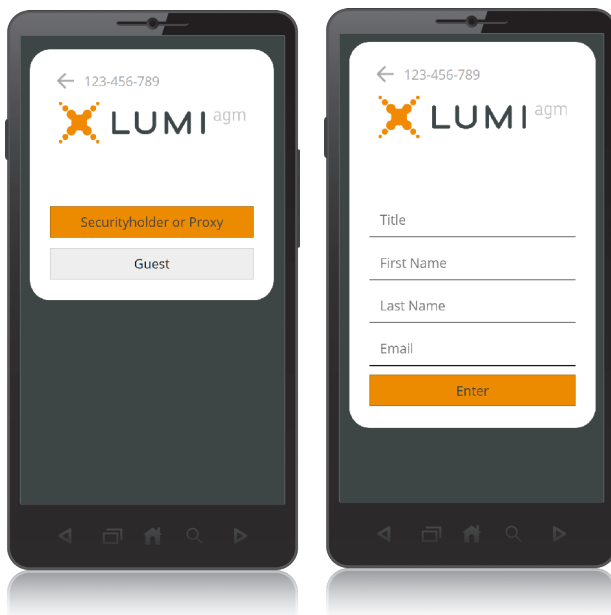 123-456-789
LUMI agm
Securityholder or Proxy
Guest
123-456-789
LUMI agm
Title
First Name
Last Name
Email
Enter